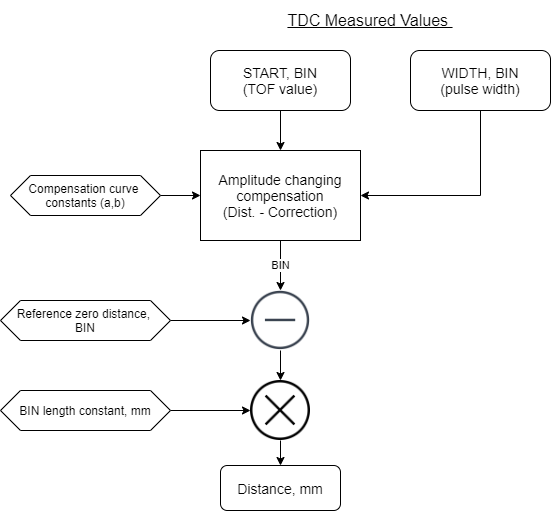 TDC Measured Values
START, BIN
(TOF value)
WIDTH, BIN
(pulse width)
Amplitude changing
compensation
(Dist. - Correction)
Compensation curve
constants (a,b)
BIN
Reference zero distance,
BIN
BIN length constant, mm
Distance, mm